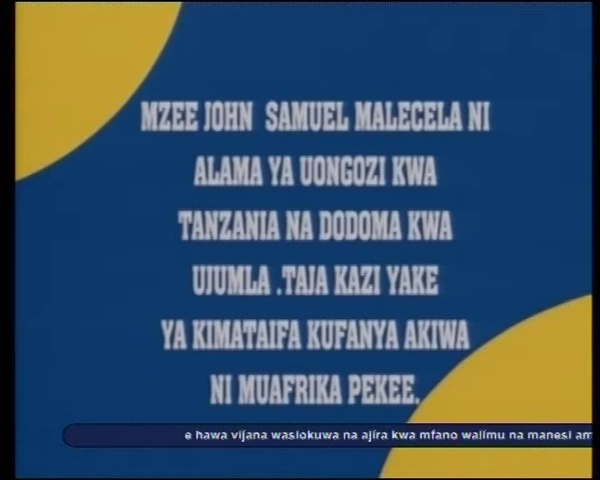 MZEE JOHN SAMUEL MALECELA NI
ALAMA YA UONGOZI KWA
TANZANIA NA DODOMA KWA
UJUMLA .TAJA KAZI YAKE
YA KIMATAIFA KUFANYA AKIWA
NI MUAFRIKA PEKEE.
e hawa vijana wasiokuwa na ajira kwa mfano walimu na manesi am